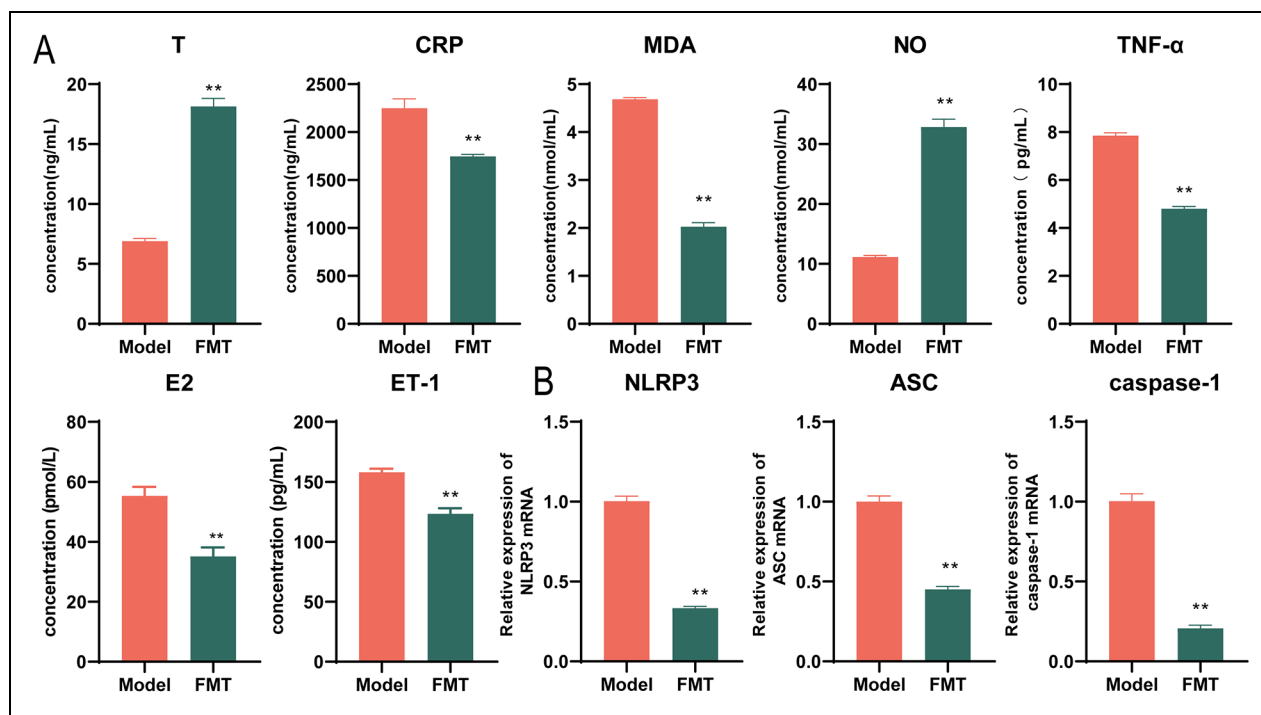 A
T
concentration(ng/mL)
20
15
10
5
0
**
Model FMT
CRP
concentration(ng/mL)
2500
2000
1500
1000
500
0
**
Model FMT
MDA
concentration(nmol/mL)
5
4
3
2
1
0
**
Model FMT
NO
concentration(nmol/mL)
40
30
20
10
0
**
Model FMT
TNF-α
concentration（ pg/mL）
10
8
6
4
2
0
**
Model FMT
E2
concentration (pmol/L)
80
60
40
20
0
**
Model FMT
ET-1
concentration (pg/mL)
200
150
100
50
0
**
Model FMT
B
NLRP3
Relative expression of
NLRP3 mRNA
1.5
1.0
0.5
0.0
**
Model FMT
ASC
Relative expression of
ASC mRNA
1.5
1.0
0.5
0.0
**
Model FMT
caspase-1
Relative expression of
caspase-1 mRNA
1.5
1.0
0.5
0.0
**
Model FMT